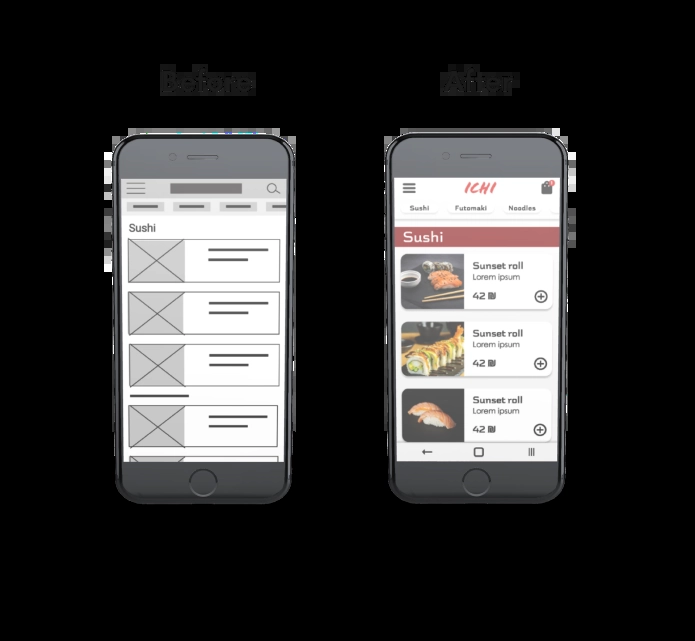 Before
After
Sushi
ICHI
Sushi Futomaki Noodles
Sushi
Sunset roll
Lorem ipsum
42 ₪
Sunset roll
Lorem ipsum
42 ₪
Sunset roll
Lorem ipsum
42 ₪